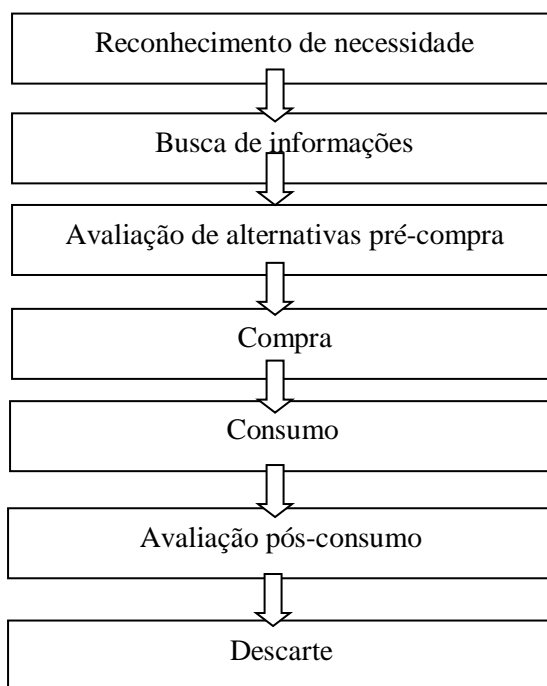 Reconhecimento de necessidade
Busca de informações
Avaliação de alternativas pré-compra
Compra
Consumo
Avaliação pós-consumo
Descarte